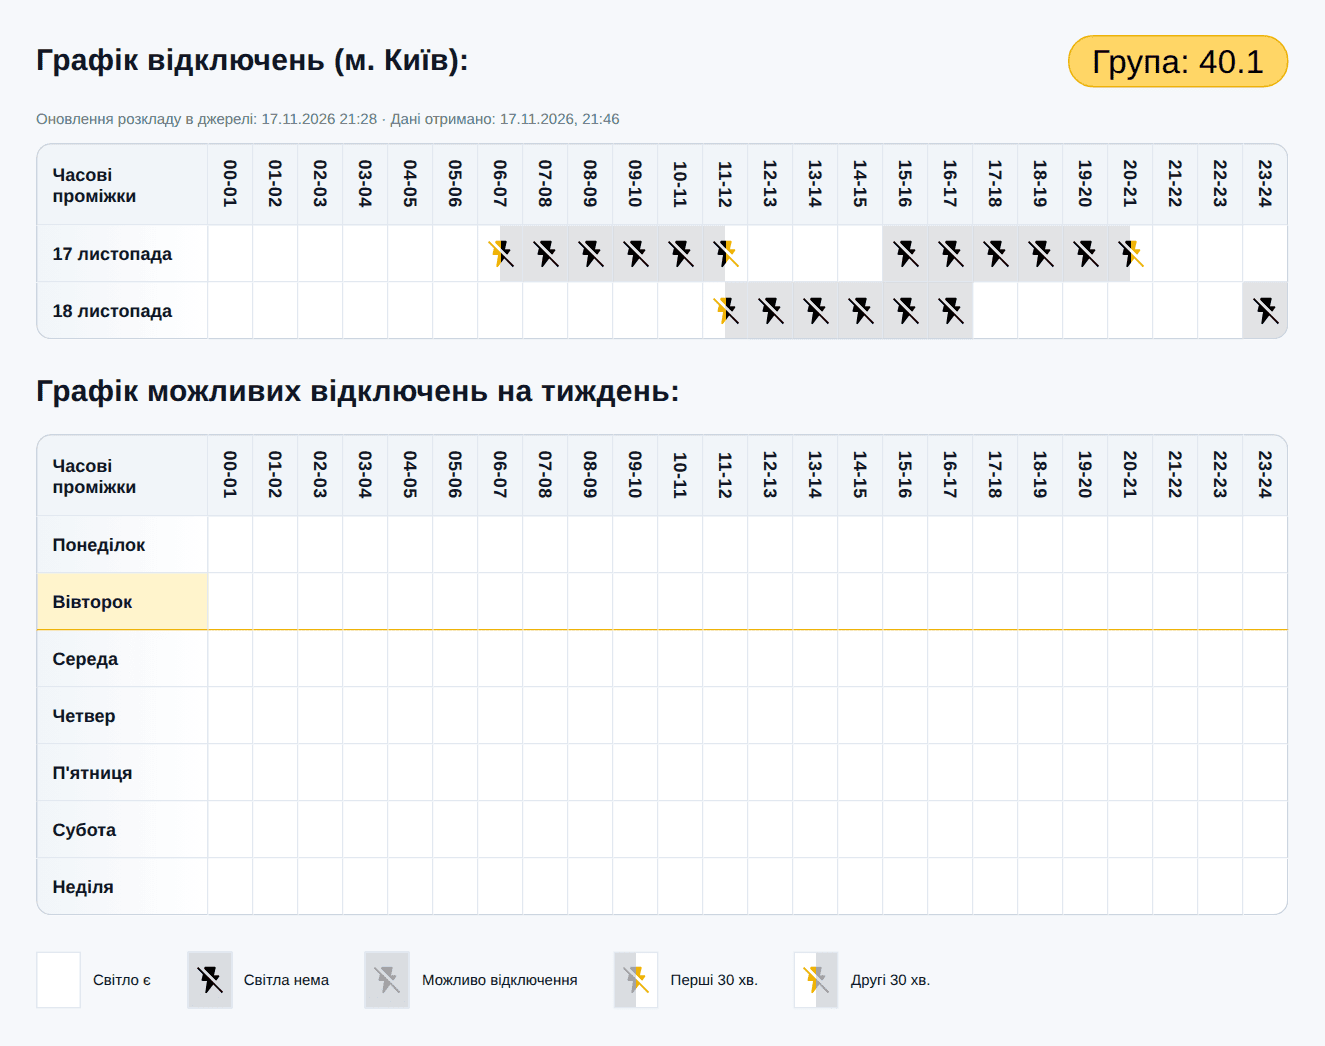 Графік відключень (м. Київ):
Група: 40.1
Оновлення розкладу в джерелі: 17.11.2026 21:28 · Дані отримано: 17.11.2026, 21:46
Часові проміжки 00-01 01-02 02-03 03-04 04-05 05-06 06-07 07-08 08-09 09-10 10-11 11-12 12-13 13-14 14-15 15-16 16-17 17-18 18-19 19-20 20-21 21-22 22-23 23-24
17 листопада
18 листопада
Графік можливих відключень на тиждень:
Часові проміжки 00-01 01-02 02-03 03-04 04-05 05-06 06-07 07-08 08-09 09-10 10-11 11-12 12-13 13-14 14-15 15-16 16-17 17-18 18-19 19-20 20-21 21-22 22-23 23-24
Понеділок
Вівторок
Середа
Четвер
П'ятниця
Субота
Неділя
Світло є Світла нема Можливо відключення Перші 30 хв. Другі 30 хв.